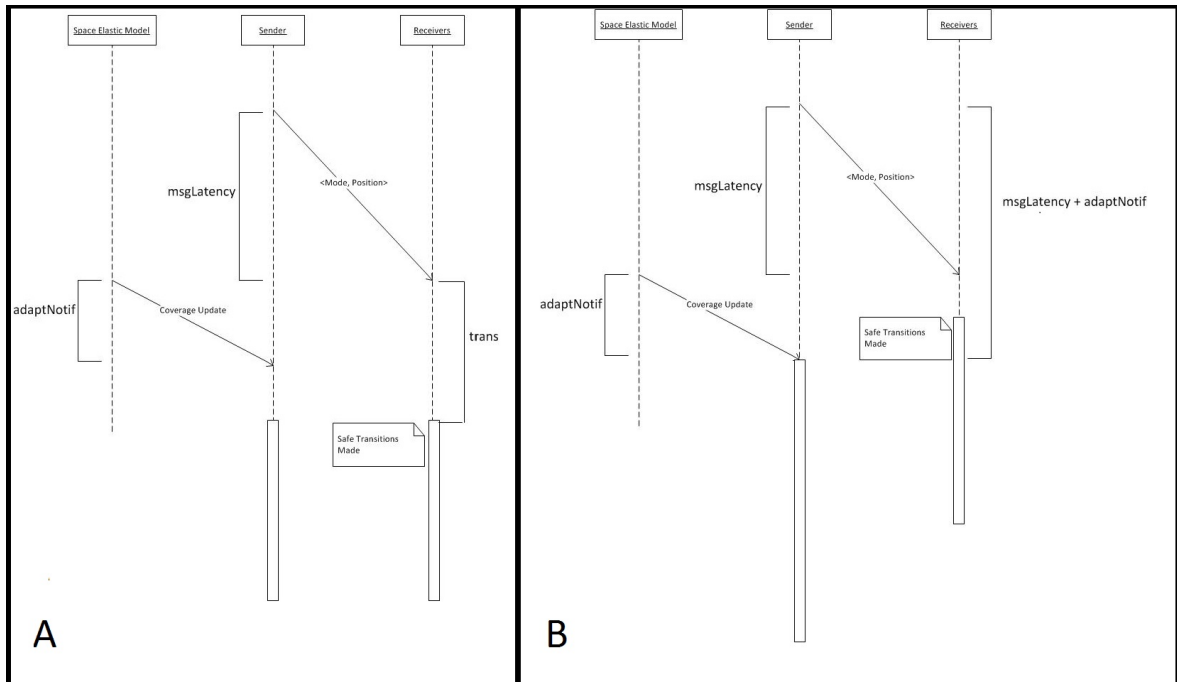 Space Elastic Model
Sender
Receivers
msgLatency
<Mode, Position>
adaptNotif
Coverage Update
trans
Safe Transitions
Made
A
Space Elastic Model
Sender
Receivers
msgLatency
<Mode, Position>
msgLatency + adaptNotif
adaptNotif
Coverage Update
Safe Transitions
Made
B